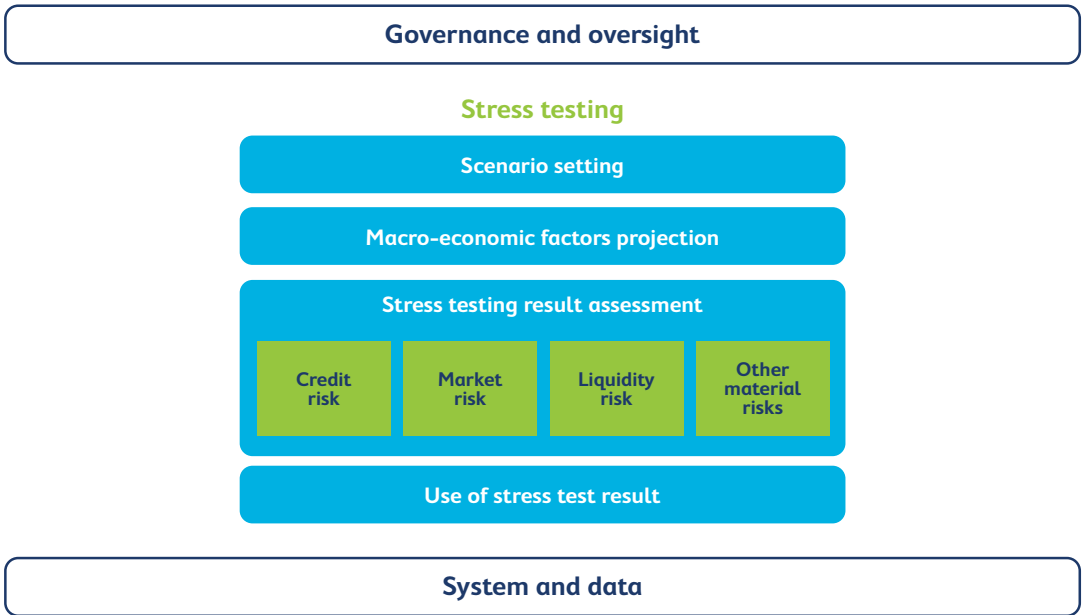 Governance and oversight
Stress testing
Scenario setting
Macro-economic factors projection
Stress testing result assessment
Credit
risk
Market
risk
Liquidity
risk
Other
material
risks
Use of stress test result
System and data